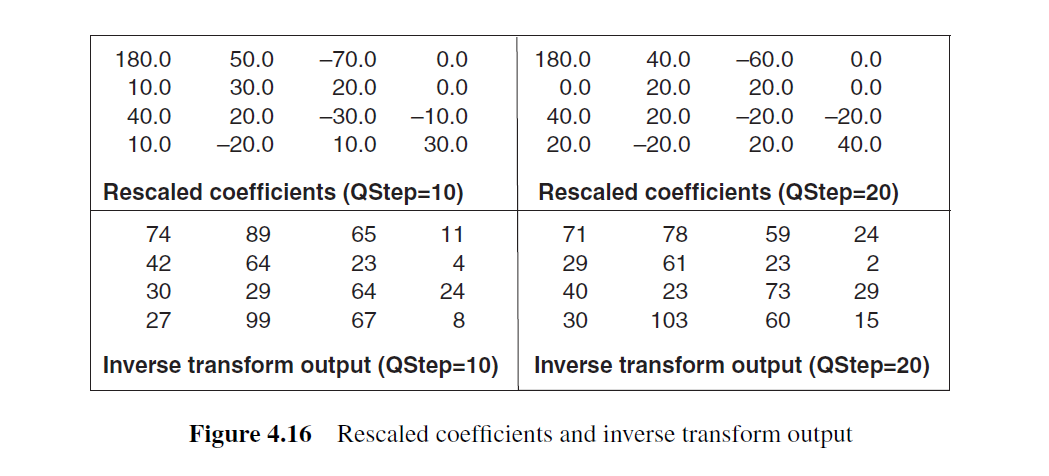 180.0 50.0 –70.0 0.0 180.0 40.0 –60.0 0.0
10.0 30.0 20.0 0.0 0.0 20.0 20.0 0.0
40.0 20.0 –30.0 –10.0 40.0 20.0 –20.0 –20.0
10.0 –20.0 10.0 30.0 20.0 –20.0 20.0 40.0
Rescaled coefficients (QStep=10) Rescaled coefficients (QStep=20)
74 89 65 11 71 78 59 24
42 64 23 4 29 61 23 2
30 29 64 24 40 23 73 29
27 99 67 8 30 103 60 15
Inverse transform output (QStep=10) Inverse transform output (QStep=20)
Figure 4.16 Rescaled coefficients and inverse transform output